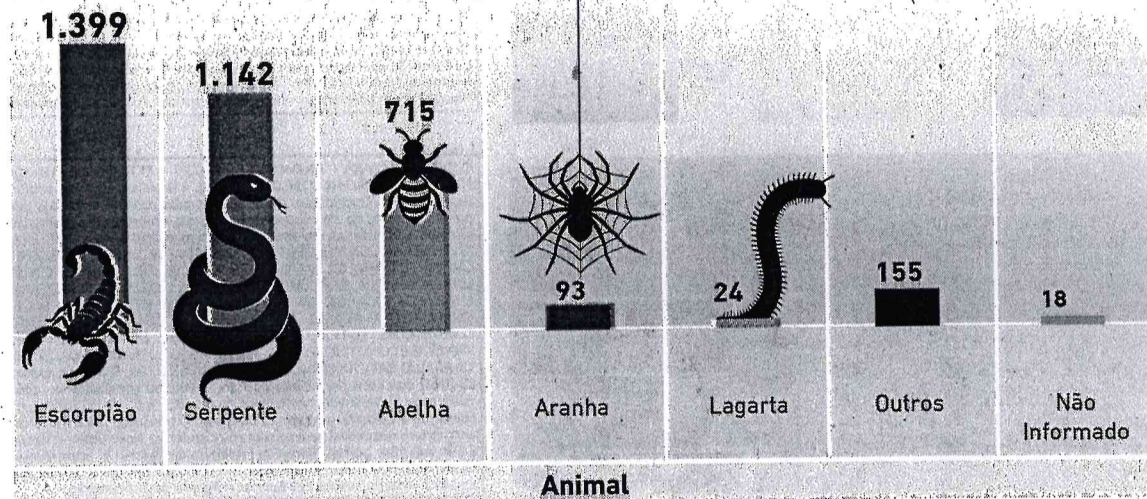 1.399
1.142
715
93
24
155
18
Escorpião
Serpente
Abelha
Aranha
Lagarta
Outros
Não
Informado
Animal